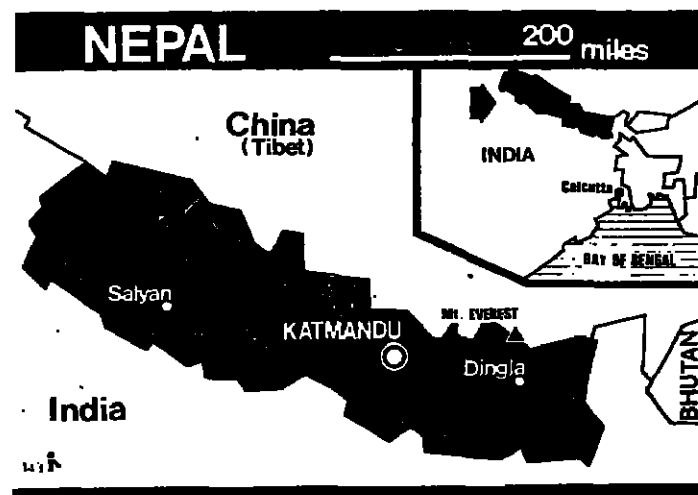 NEPAL
200 miles
China
(Tibet)
INDIA
Calcutta
BAY OF BENGAL
Salyan
Mt. EVEREST
KATMANDU
Dingla
BHUTAN
India